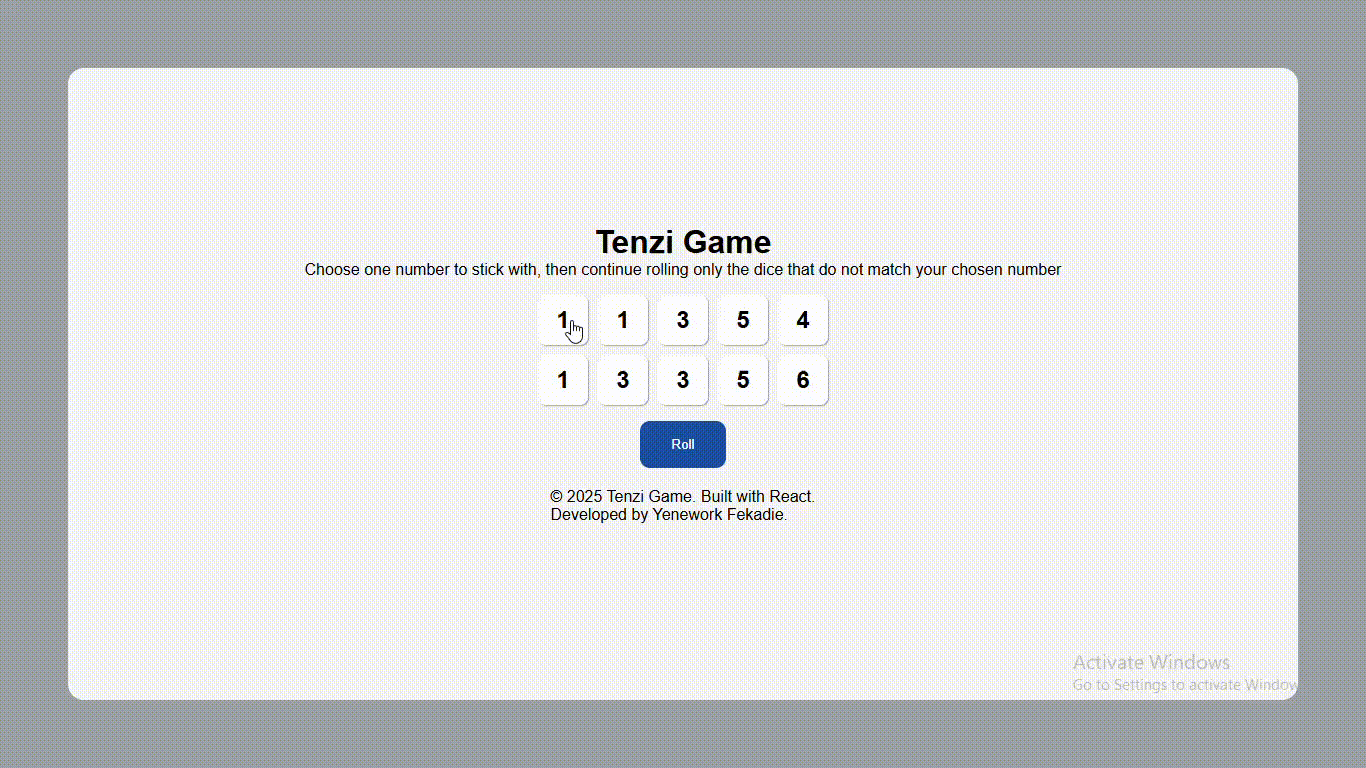 Tenzi Game
Choose one number to stick with, then continue rolling only the dice that do not match your chosen number
1 1 3 5 4
1 3 3 5 6
Roll
© 2025 Tenzi Game. Built with React.
Developed by Yenework Fekadie.
Activate Windows
Go to Settings to activate Window